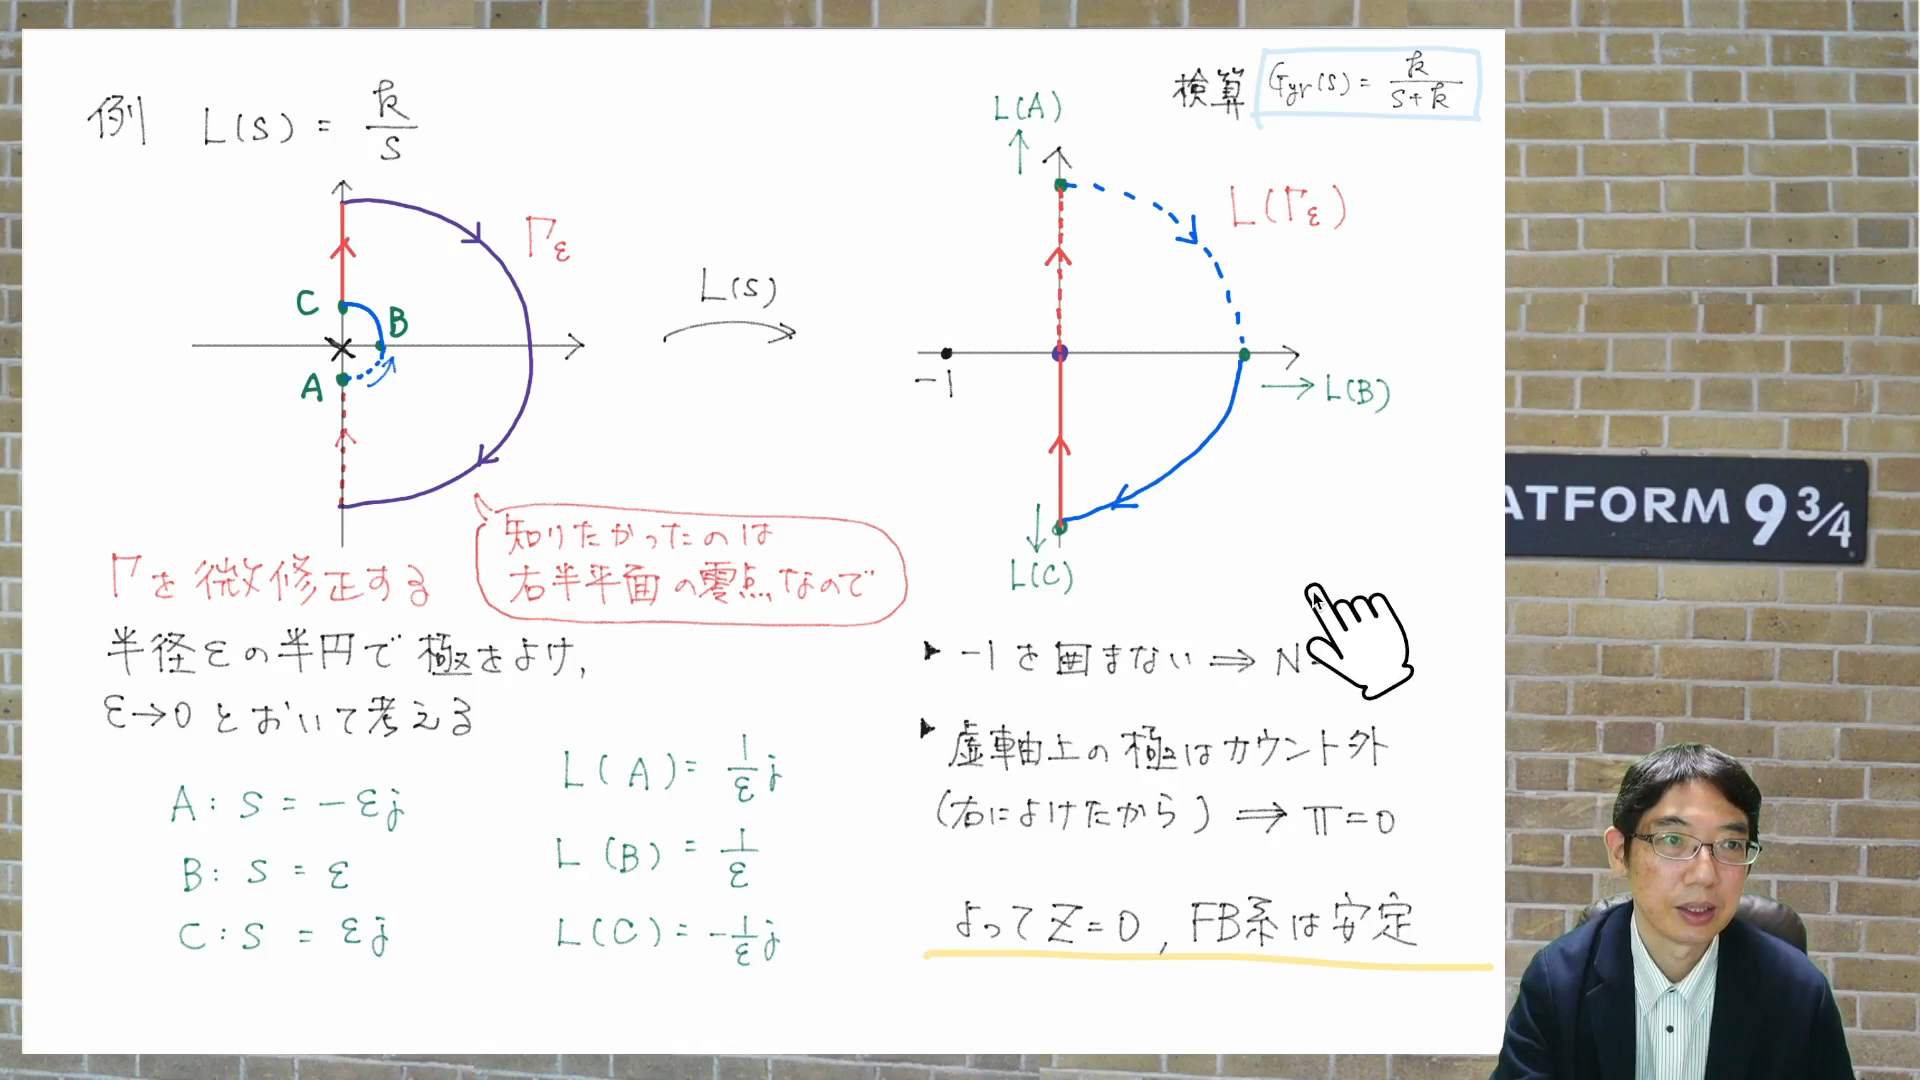 例 L(s) = k/s
Γε
C
B
A
L(s)
知りたかったのは
右半平面の零点なので
Γを微修正する
半径εの半円で極をよけ,
ε→0とおいて考える
A: s = -εj
B: s = ε
C: s = εj
L(A) = 1/ε j
L(B) = 1/ε
L(C) = -1/ε j
検算 Gyr(s) = k/(s+k)
L(A)
L(Γε)
-1
L(B)
L(C)
▶ -1を囲まない ⇒ N
▶ 虚軸上の極はカウント外
(右によけたから) ⇒ Π=0
よって Z=0, FB系は安定
ATFORM 9 3/4